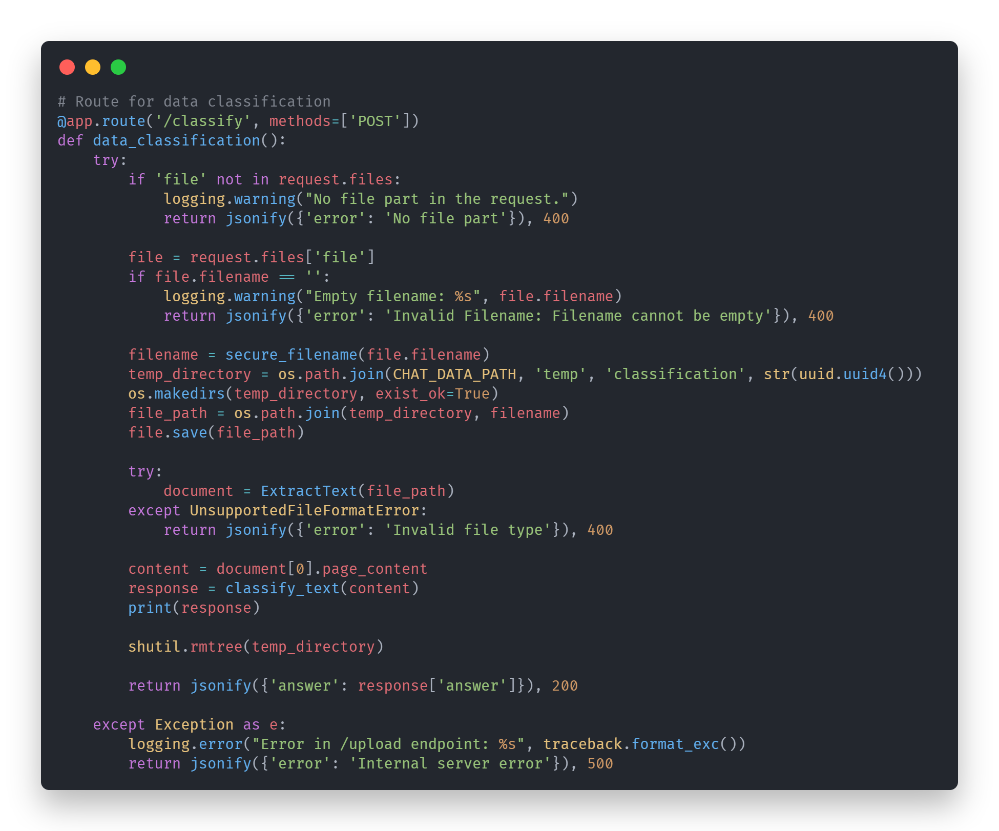 # Route for data classification
@app.route('/classify', methods=['POST'])
def data_classification():
    try:
        if 'file' not in request.files:
            logging.warning("No file part in the request.")
            return jsonify({'error': 'No file part'}), 400

        file = request.files['file']
        if file.filename == '':
            logging.warning("Empty filename: %s", file.filename)
            return jsonify({'error': 'Invalid Filename: Filename cannot be empty'}), 400

        filename = secure_filename(file.filename)
        temp_directory = os.path.join(CHAT_DATA_PATH, 'temp', 'classification', str(uuid.uuid4()))
        os.makedirs(temp_directory, exist_ok=True)
        file_path = os.path.join(temp_directory, filename)
        file.save(file_path)

        try:
            document = ExtractText(file_path)
        except UnsupportedFileFormatError:
            return jsonify({'error': 'Invalid file type'}), 400

        content = document[0].page_content
        response = classify_text(content)
        print(response)

        shutil.rmtree(temp_directory)

        return jsonify({'answer': response['answer']}), 200

    except Exception as e:
        logging.error("Error in /upload endpoint: %s", traceback.format_exc())
        return jsonify({'error': 'Internal server error'}), 500